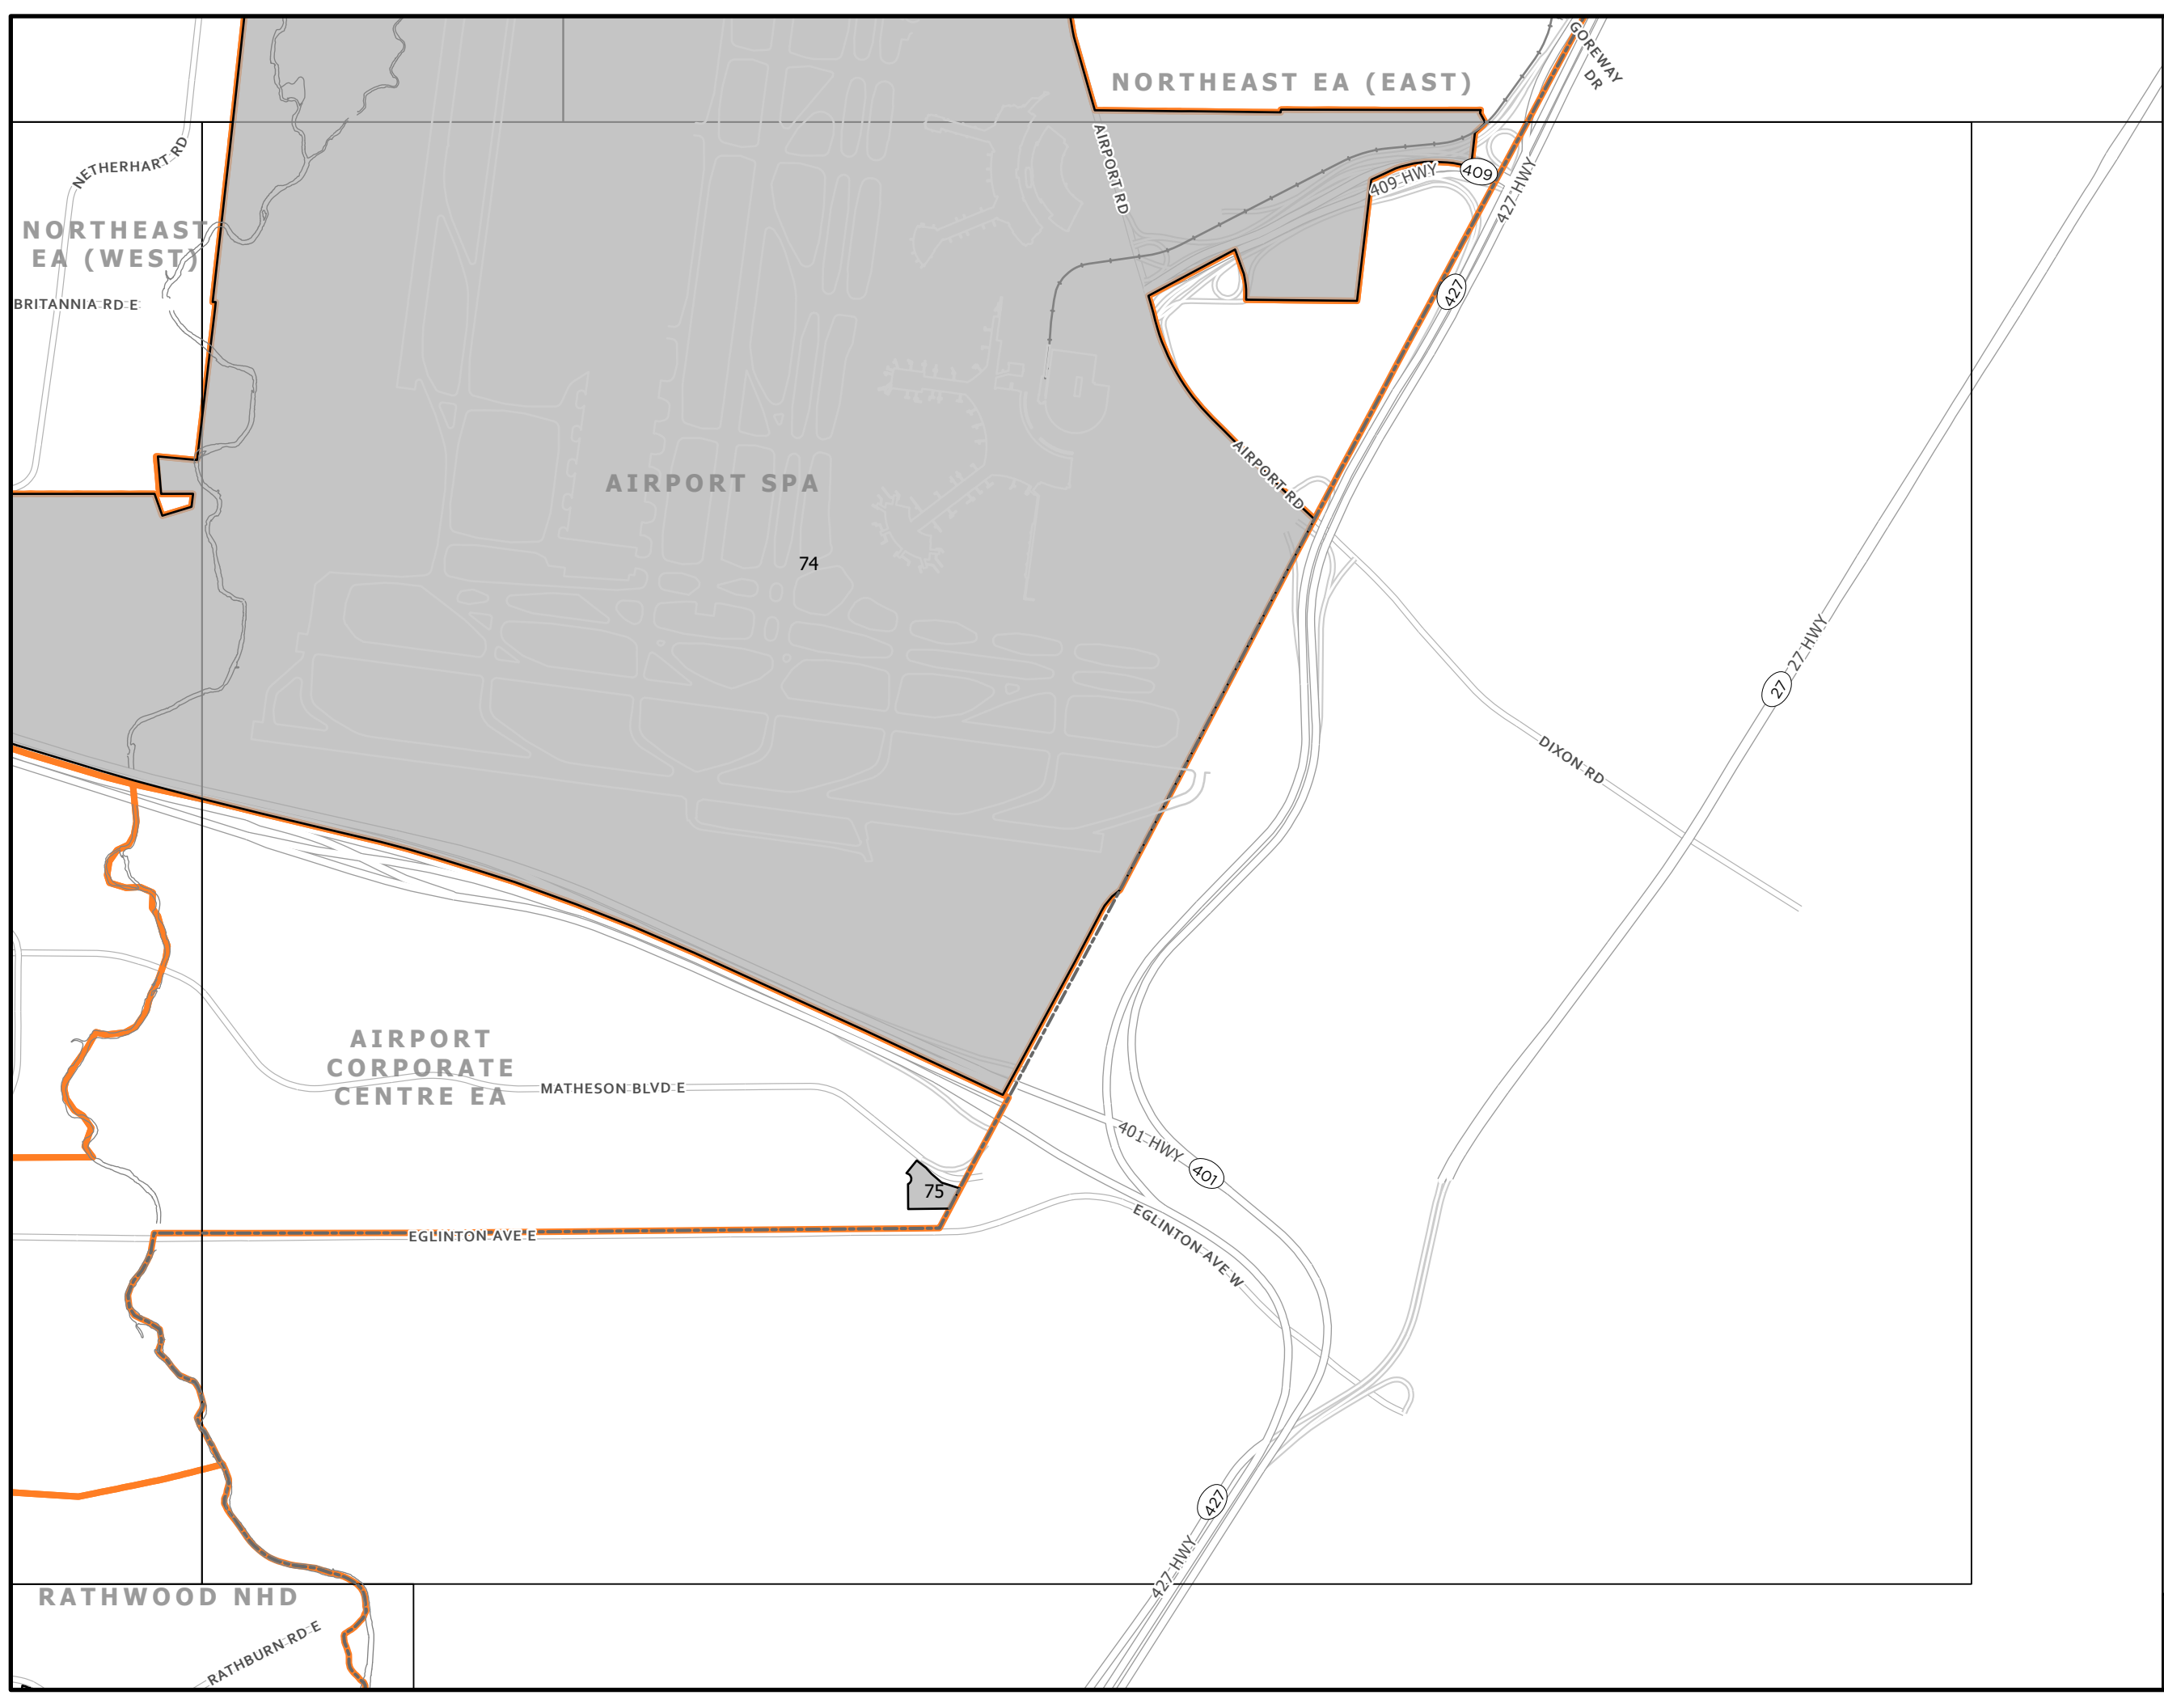 GOREWAY
DR
NORTHEAST EA (EAST)
NETHERHART RD
AIRPORT RD
409 HWY
409
427 HWY
NORTHEAST
EA (WEST)
BRITANNIA RD E
427
AIRPORT RD
AIRPORT SPA
74
27 HWY
27
DIXON RD
AIRPORT
CORPORATE
CENTRE EA
MATHESON BLVD E
401 HWY
401
75
EGLINTON AVE E
EGLINTON AVE W
427
427 HWY
RATHWOOD NHD
RATHBURN RD E